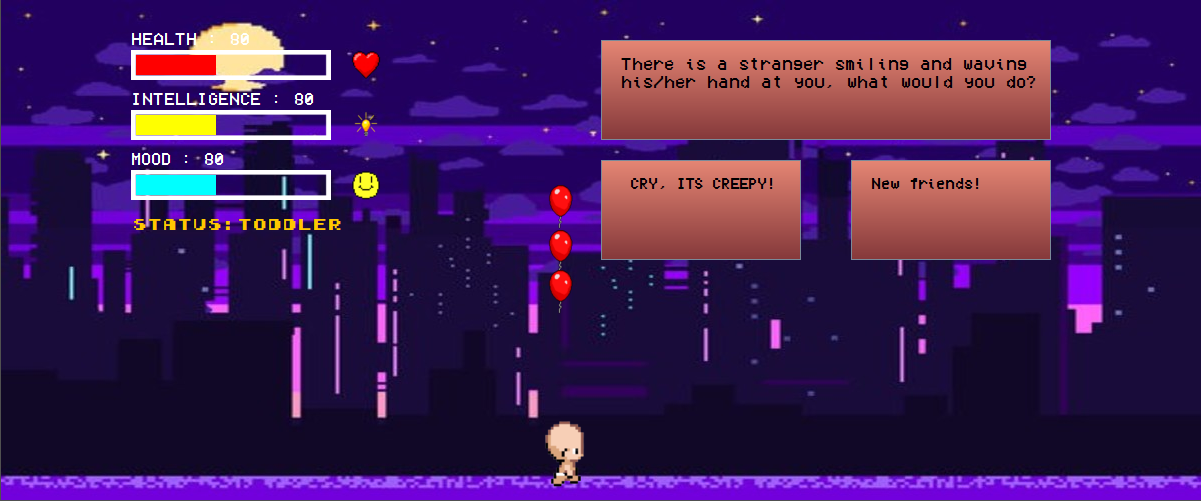 HEALTH : 80
INTELLIGENCE : 80
MOOD : 80
STATUS: TODDLER
There is a stranger smiling and waving
his/her hand at you, what would you do?
CRY, ITS CREEPY!
New friends!